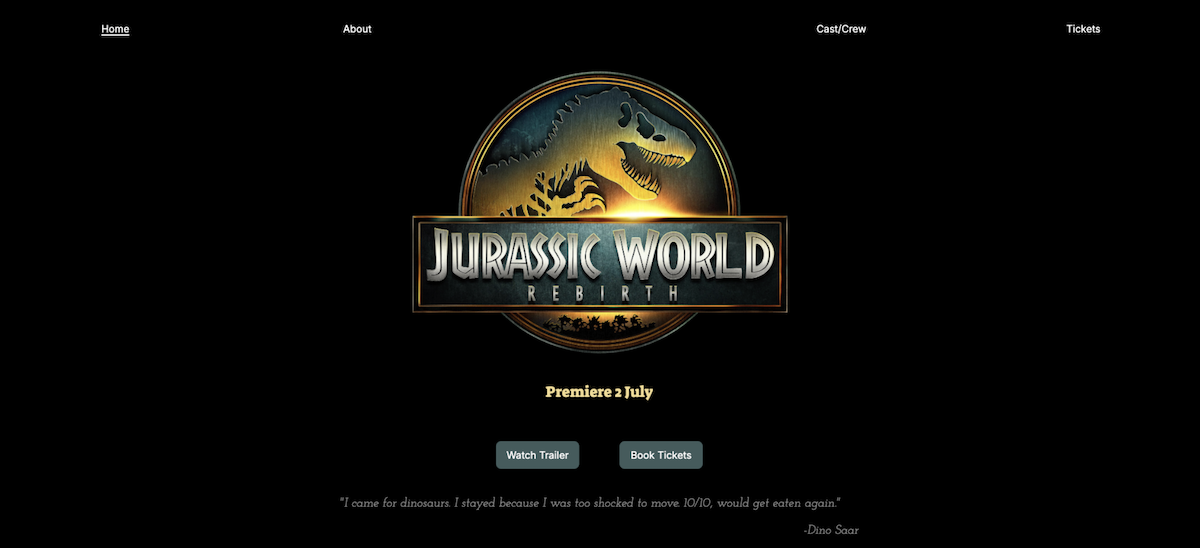 Home About Cast/Crew Tickets
JURASSIC WORLD
REBIRTH
Premiere 2 July
Watch Trailer Book Tickets
"I came for dinosaurs. I stayed because I was too shocked to move. 10/10, would get eaten again."
-Dino Saar